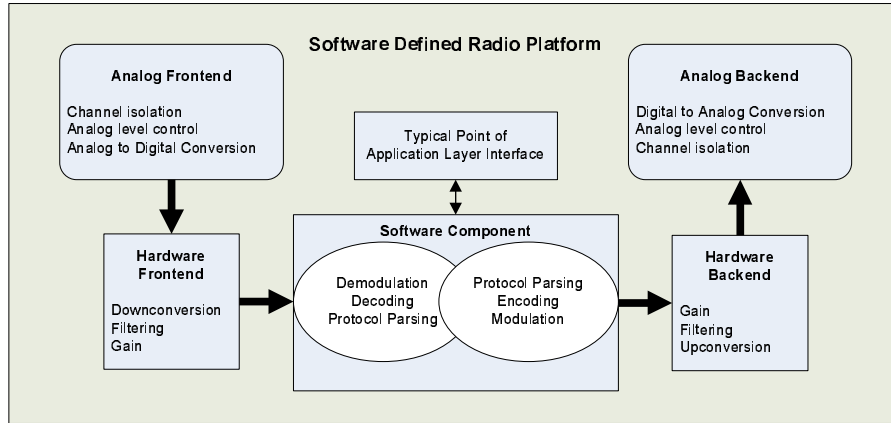 Software Defined Radio Platform
Analog Frontend
Channel isolation
Analog level control
Analog to Digital Conversion
Typical Point of
Application Layer Interface
Analog Backend
Digital to Analog Conversion
Analog level control
Channel isolation
Hardware
Frontend
Downconversion
Filtering
Gain
Software Component
Demodulation
Decoding
Protocol Parsing
Protocol Parsing
Encoding
Modulation
Hardware
Backend
Gain
Filtering
Upconversion